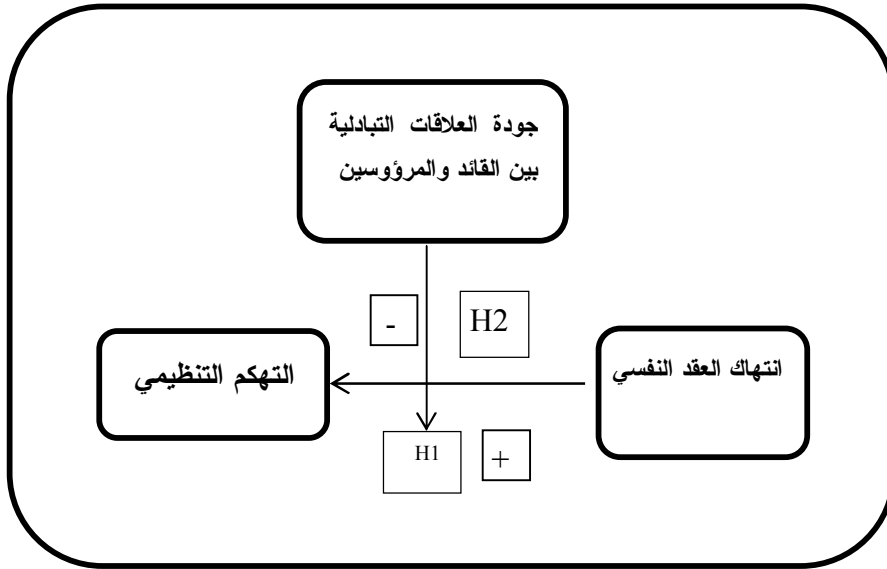 جودة العلاقات التبادلية
بين القائد والمرؤوسين
-
H2
انتهاك العقد النفسي
التهكم التنظيمي
H1
+